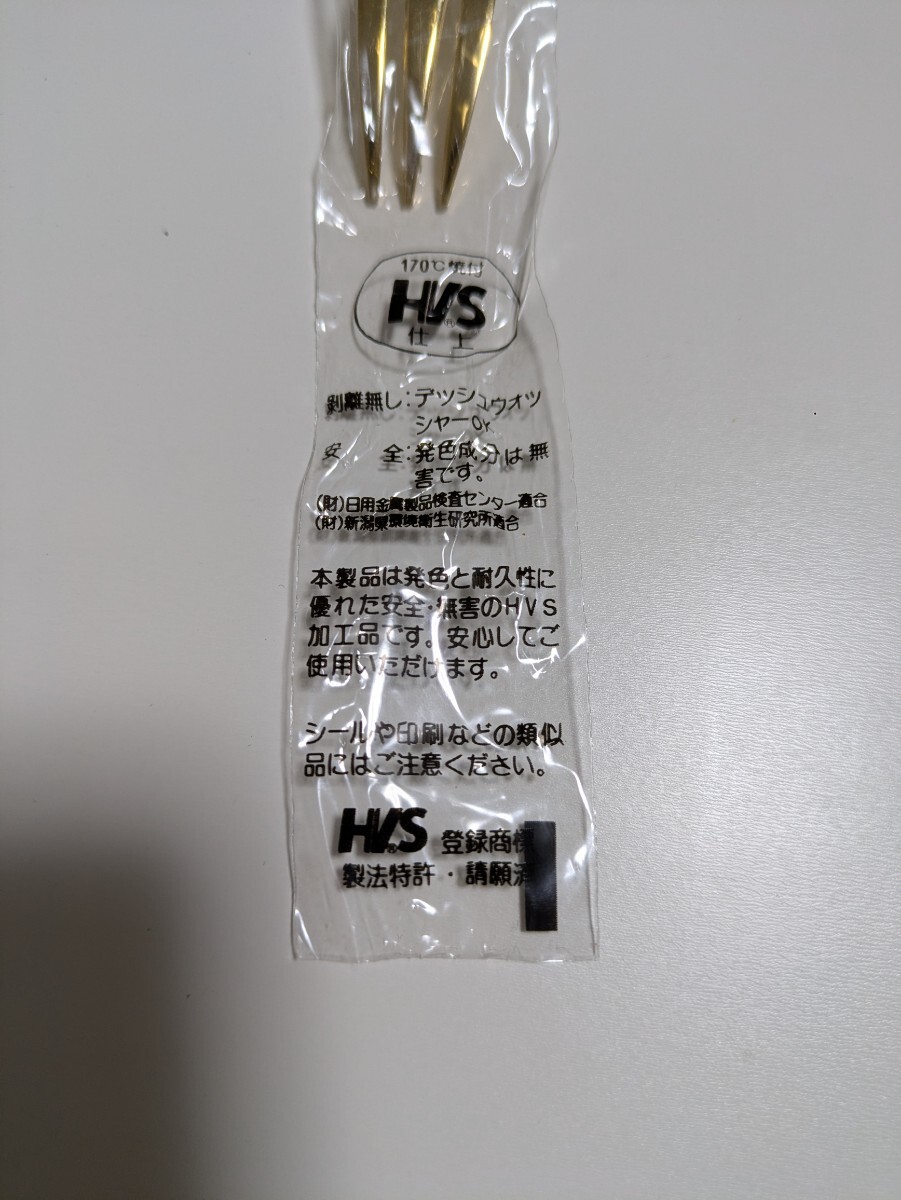 170℃焼付
HVS
仕上
剥離無し:デッシュウオッ
シャーOK
安 全:発色成分は無
害です。
(財)日用金属製品検査センター適合
(財)新潟県環境衛生研究所適合
本製品は発色と耐久性に
優れた安全・無害のHVS
加工品です。安心してご
使用いただけます。
シールや印刷などの類似
品にはご注意ください。
HVS® 登録商標
製法特許・請願済